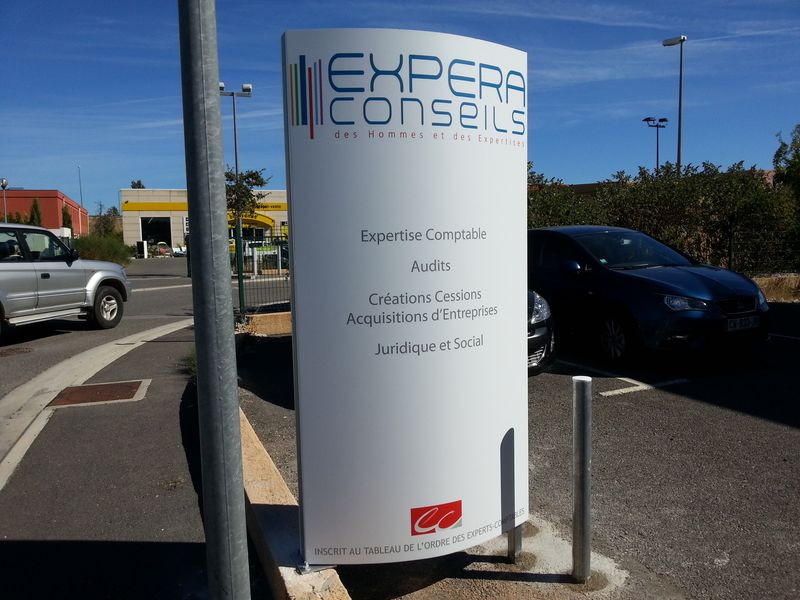 EXPERA
CONSEILS
des Hommes et des Expertises
Expertise Comptable
Audits
Créations Cessions
Acquisitions d'Entreprises
Juridique et Social
INSCRIT AU TABLEAU DE L'ORDRE DES EXPERTS-COMPTABLES